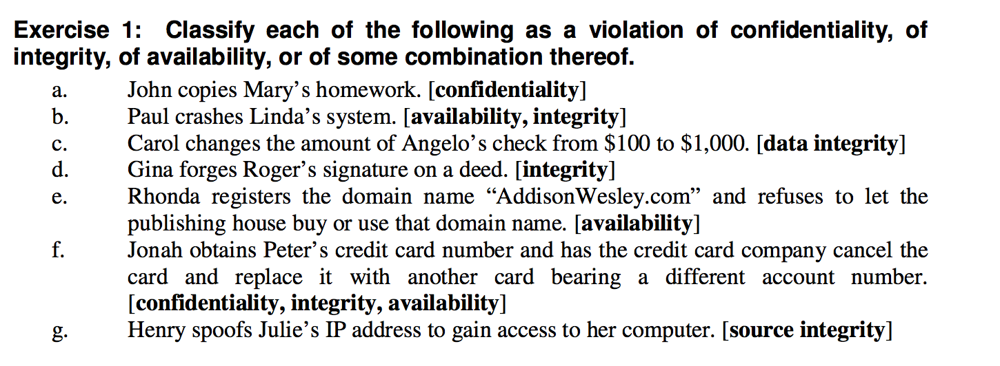 Exercise 1: Classify each of the following as a violation of confidentiality, of
integrity, of availability, or of some combination thereof.
a. John copies Mary’s homework. [confidentiality]
b. Paul crashes Linda’s system. [availability, integrity]
c. Carol changes the amount of Angelo’s check from $100 to $1,000. [data integrity]
d. Gina forges Roger’s signature on a deed. [integrity]
e. Rhonda registers the domain name “AddisonWesley.com” and refuses to let the
publishing house buy or use that domain name. [availability]
f. Jonah obtains Peter’s credit card number and has the credit card company cancel the
card and replace it with another card bearing a different account number.
[confidentiality, integrity, availability]
g. Henry spoofs Julie’s IP address to gain access to her computer. [source integrity]